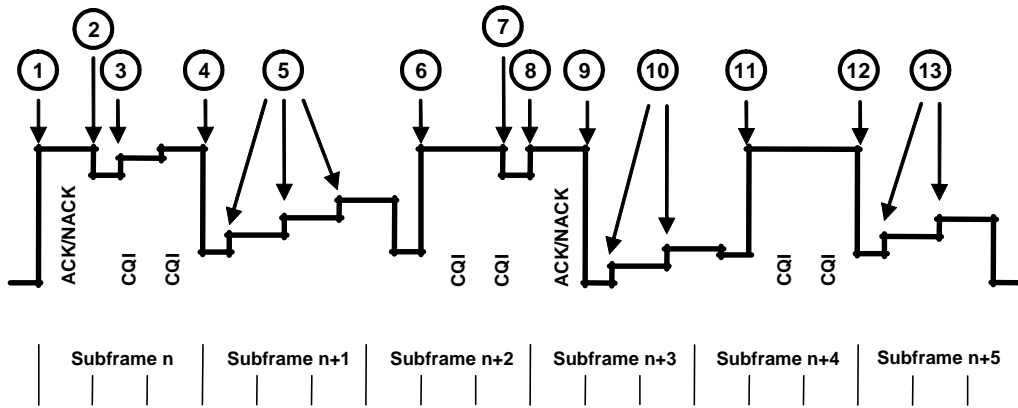 2
7
1
3
4
5
6
8
9
10
11
12
13
ACK/NACK
CQI
CQI
CQI
CQI
ACK/NACK
CQI
CQI
Subframe n
Subframe n+1
Subframe n+2
Subframe n+3
Subframe n+4
Subframe n+5